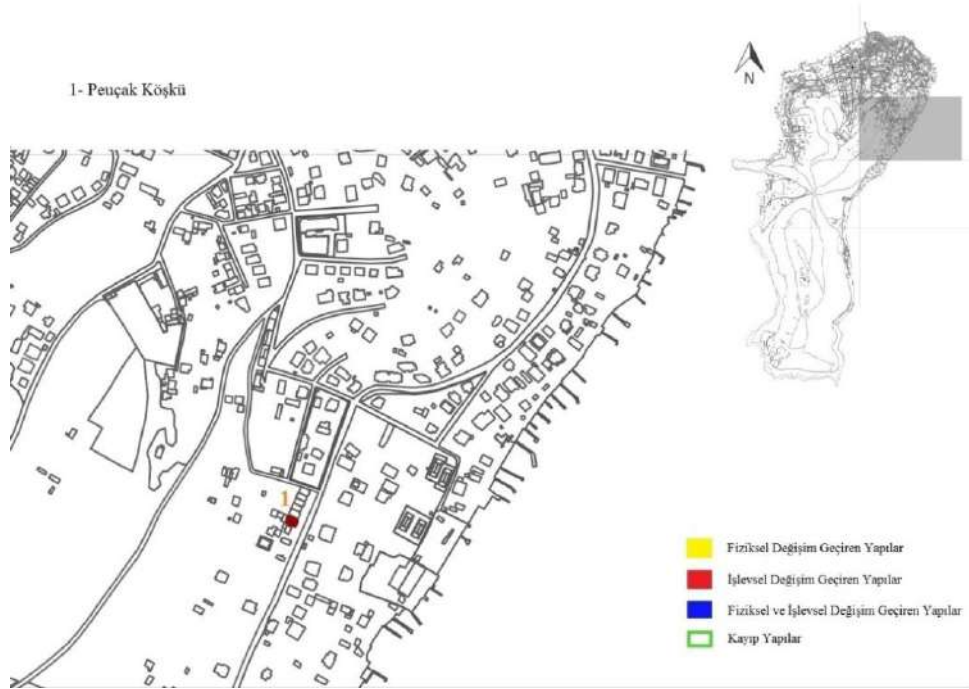 1- Peuçak Köşkü
N
1
Fiziksel Değişim Geçiren Yapılar
İşlevsel Değişim Geçiren Yapılar
Fiziksel ve İşlevsel Değişim Geçiren Yapılar
Kayıp Yapılar